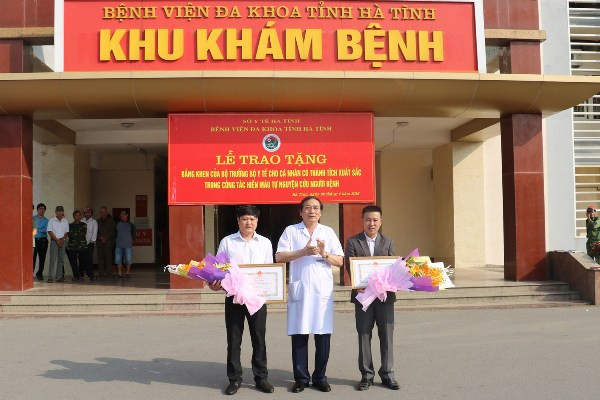 BỆNH VIỆN ĐA KHOA TỈNH HÀ TĨNH
KHU KHÁM BỆNH
SỞ Y TẾ HÀ TĨNH
BỆNH VIỆN ĐA KHOA TỈNH HÀ TĨNH
LỄ TRAO TẶNG
BẰNG KHEN CỦA BỘ TRƯỞNG BỘ Y TẾ CHO CÁ NHÂN CÓ THÀNH TÍCH XUẤT SẮC
TRONG CÔNG TÁC HIẾN MÁU TỰ NGUYỆN CỨU NGƯỜI BỆNH